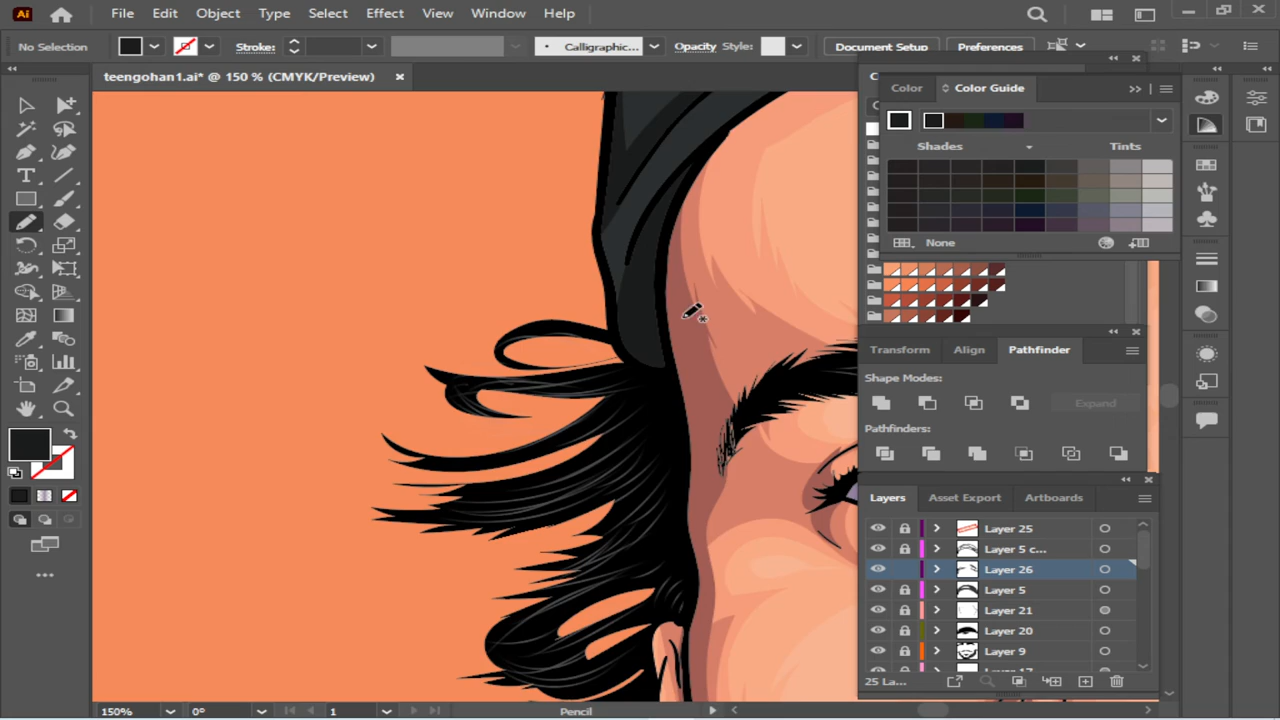 Ai File Edit Object Type Select Effect View Window Help
No Selection Stroke: Calligraphic... Opacity Style: Document Setup Preferences
teengohan1.ai* @ 150 % (CMYK/Preview) ×
Color Color Guide
Shades Tints
None
Transform Align Pathfinder
Shape Modes:
Expand
Pathfinders:
Layers Asset Export Artboards
Layer 25
Layer 5 c...
Layer 26
Layer 5
Layer 21
Layer 20
Layer 9
25 La...
150% 0° 1 Pencil